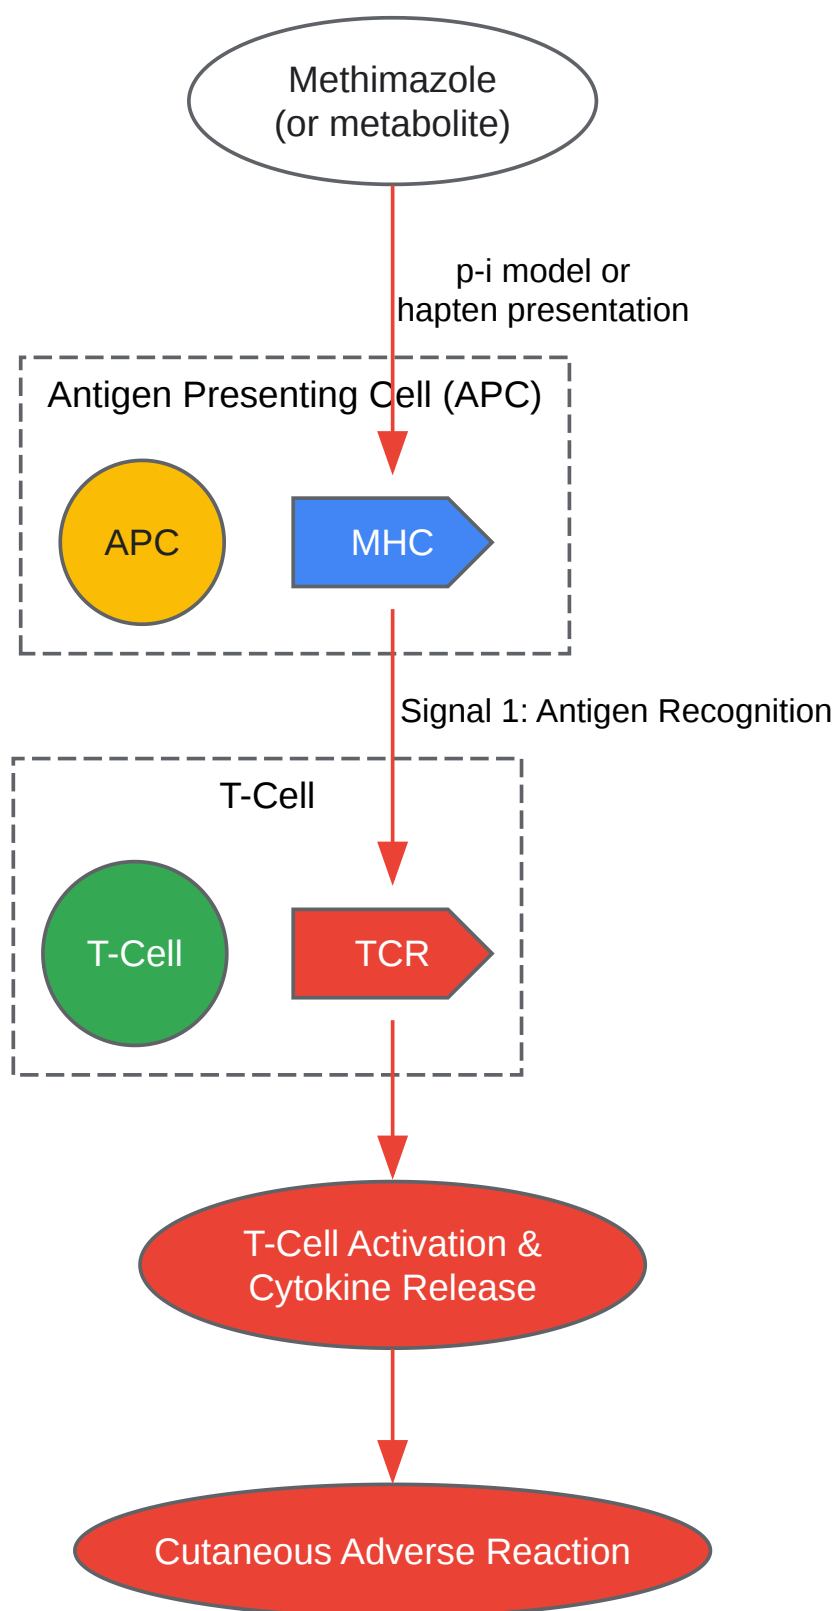 Methimazole
(or metabolite)
p-i model or
hapten presentation
Antigen Presenting Cell (APC)
APC
MHC
Signal 1: Antigen Recognition
T-Cell
T-Cell
TCR
T-Cell Activation &
Cytokine Release
Cutaneous Adverse Reaction